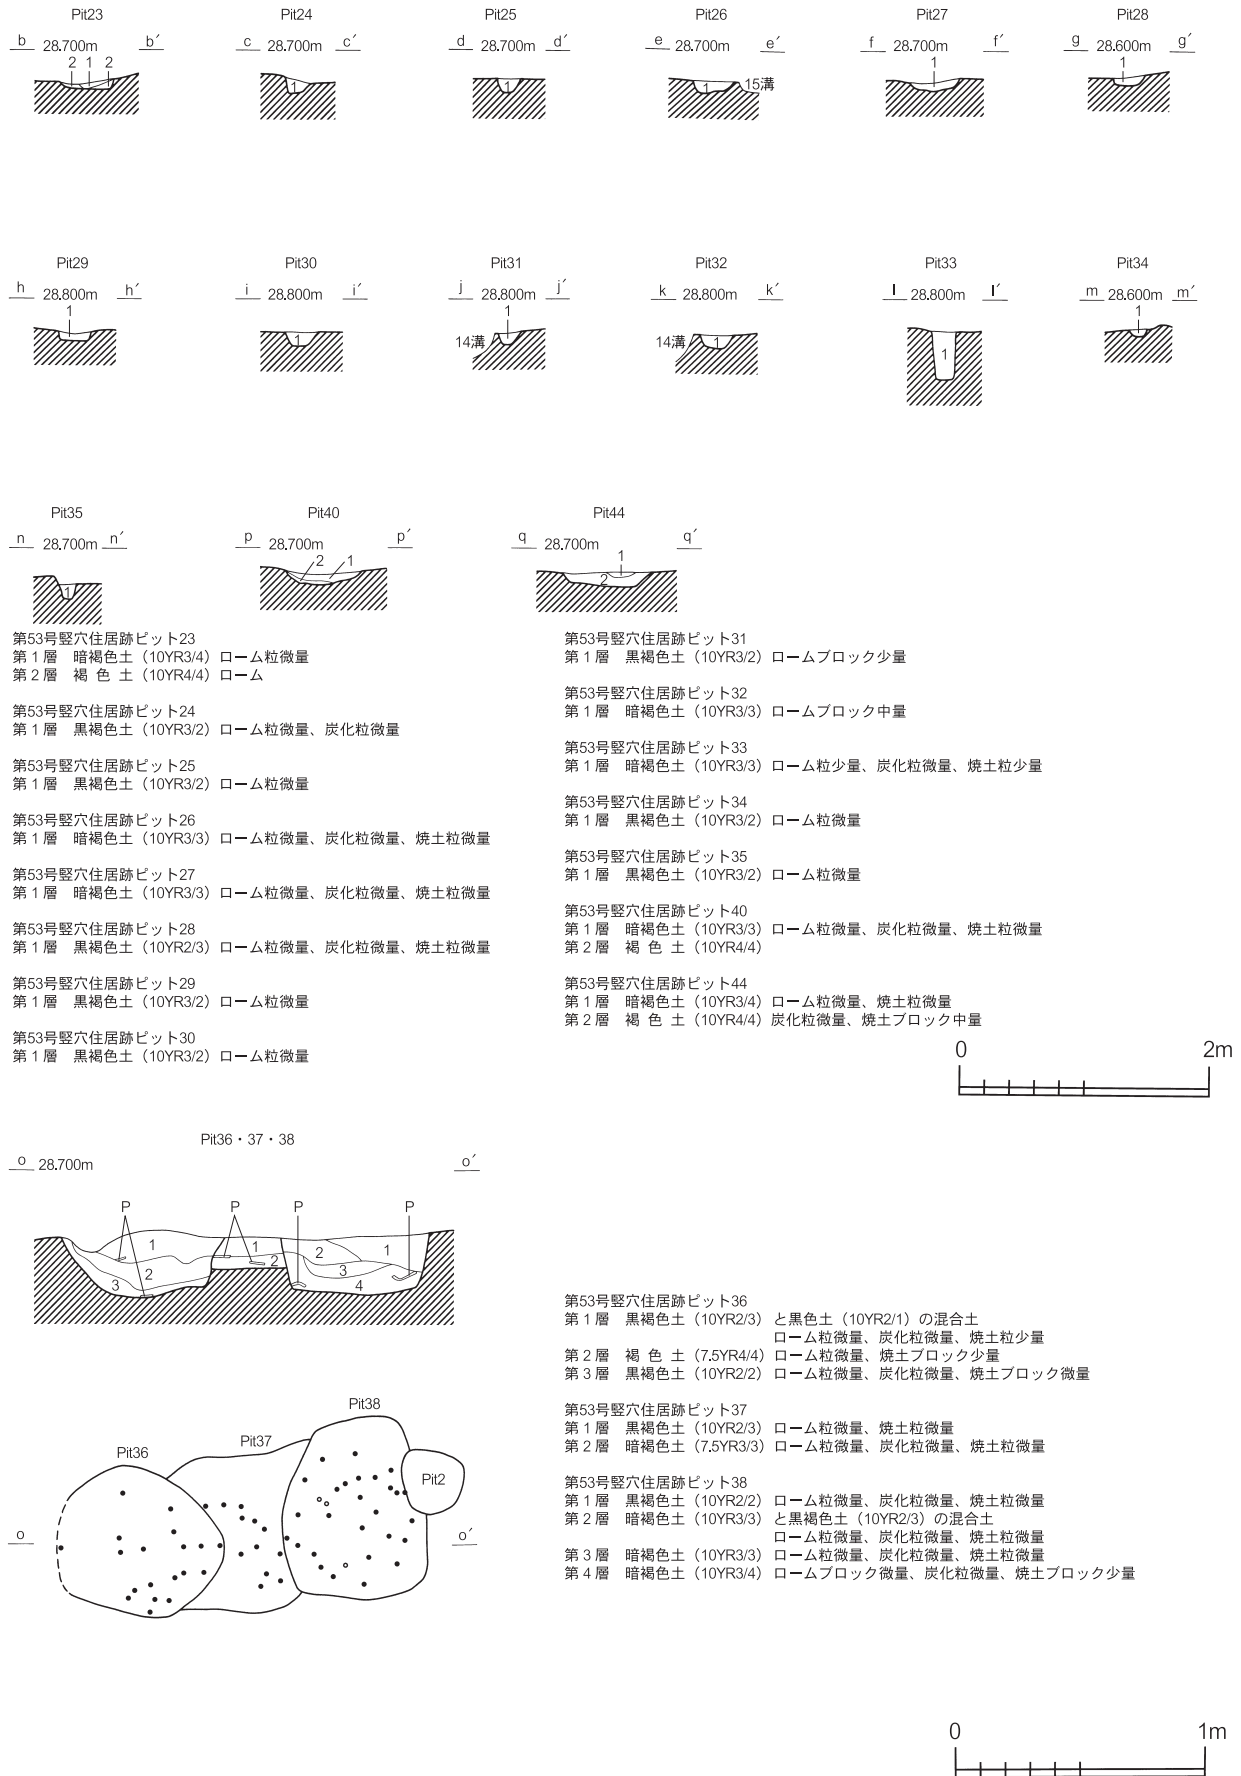 Pit23 Pit24 Pit25 Pit26 Pit27 Pit28
b 28.700m b′ c 28.700m c′ d 28.700m d′ e 28.700m e′ f 28.700m f′ g 28.600m g′
2 1 2 1 1
1 1 1 15溝
Pit29 Pit30 Pit31 Pit32 Pit33 Pit34
h 28.800m h′ i 28.800m i′ j 28.800m j′ k 28.800m k′ l 28.800m l′ m 28.600m m′
1 1 1
1 14溝 14溝 1 1
Pit35 Pit40 Pit44
n 28.700m n′ p 28.700m p′ q 28.700m q′
2 1 1
1 2
第53号竪穴住居跡ピット23
第1層 暗褐色土（10YR3/4）ローム粒微量
第2層 褐 色 土（10YR4/4）ローム
第53号竪穴住居跡ピット24
第1層 黒褐色土（10YR3/2）ローム粒微量、炭化粒微量
第53号竪穴住居跡ピット25
第1層 黒褐色土（10YR3/2）ローム粒微量
第53号竪穴住居跡ピット26
第1層 暗褐色土（10YR3/3）ローム粒微量、炭化粒微量、焼土粒微量
第53号竪穴住居跡ピット27
第1層 暗褐色土（10YR3/3）ローム粒微量、炭化粒微量、焼土粒微量
第53号竪穴住居跡ピット28
第1層 黒褐色土（10YR2/3）ローム粒微量、炭化粒微量、焼土粒微量
第53号竪穴住居跡ピット29
第1層 黒褐色土（10YR3/2）ローム粒微量
第53号竪穴住居跡ピット30
第1層 黒褐色土（10YR3/2）ローム粒微量
第53号竪穴住居跡ピット31
第1層 黒褐色土（10YR3/2）ロームブロック少量
第53号竪穴住居跡ピット32
第1層 暗褐色土（10YR3/3）ロームブロック中量
第53号竪穴住居跡ピット33
第1層 暗褐色土（10YR3/3）ローム粒少量、炭化粒微量、焼土粒少量
第53号竪穴住居跡ピット34
第1層 黒褐色土（10YR3/2）ローム粒微量
第53号竪穴住居跡ピット35
第1層 黒褐色土（10YR3/2）ローム粒微量
第53号竪穴住居跡ピット40
第1層 暗褐色土（10YR3/3）ローム粒微量、炭化粒微量、焼土粒微量
第2層 褐 色 土（10YR4/4）
第53号竪穴住居跡ピット44
第1層 暗褐色土（10YR3/4）ローム粒微量、焼土粒微量
第2層 褐 色 土（10YR4/4）炭化粒微量、焼土ブロック中量
0 2m
Pit36・37・38
o 28.700m o′
P P P P
1 1 2 1
2 2 3
3 4
Pit38
Pit37
Pit36
Pit2
o o′
第53号竪穴住居跡ピット36
第1層 黒褐色土（10YR2/3）と黒色土（10YR2/1）の混合土
ローム粒微量、炭化粒微量、焼土粒少量
第2層 褐 色 土（7.5YR4/4）ローム粒微量、焼土ブロック少量
第3層 黒褐色土（10YR2/2）ローム粒微量、炭化粒微量、焼土ブロック微量
第53号竪穴住居跡ピット37
第1層 黒褐色土（10YR2/3）ローム粒微量、焼土粒微量
第2層 暗褐色土（7.5YR3/3）ローム粒微量、炭化粒微量、焼土粒微量
第53号竪穴住居跡ピット38
第1層 黒褐色土（10YR2/2）ローム粒微量、炭化粒微量、焼土粒微量
第2層 暗褐色土（10YR3/3）と黒褐色土（10YR2/3）の混合土
ローム粒微量、炭化粒微量、焼土粒微量
第3層 暗褐色土（10YR3/3）ローム粒微量、炭化粒微量、焼土粒微量
第4層 暗褐色土（10YR3/4）ロームブロック微量、炭化粒微量、焼土ブロック少量
0 1m